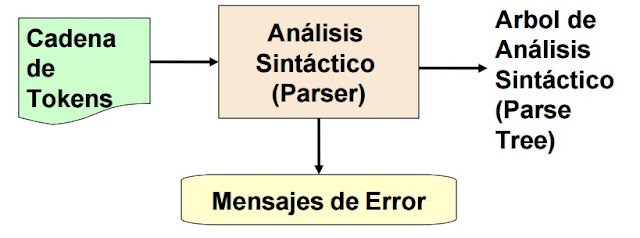 Cadena
de
Tokens
Análisis
Sintáctico
(Parser)
Arbol de
Análisis
Sintáctico
(Parse
Tree)
Mensajes de Error